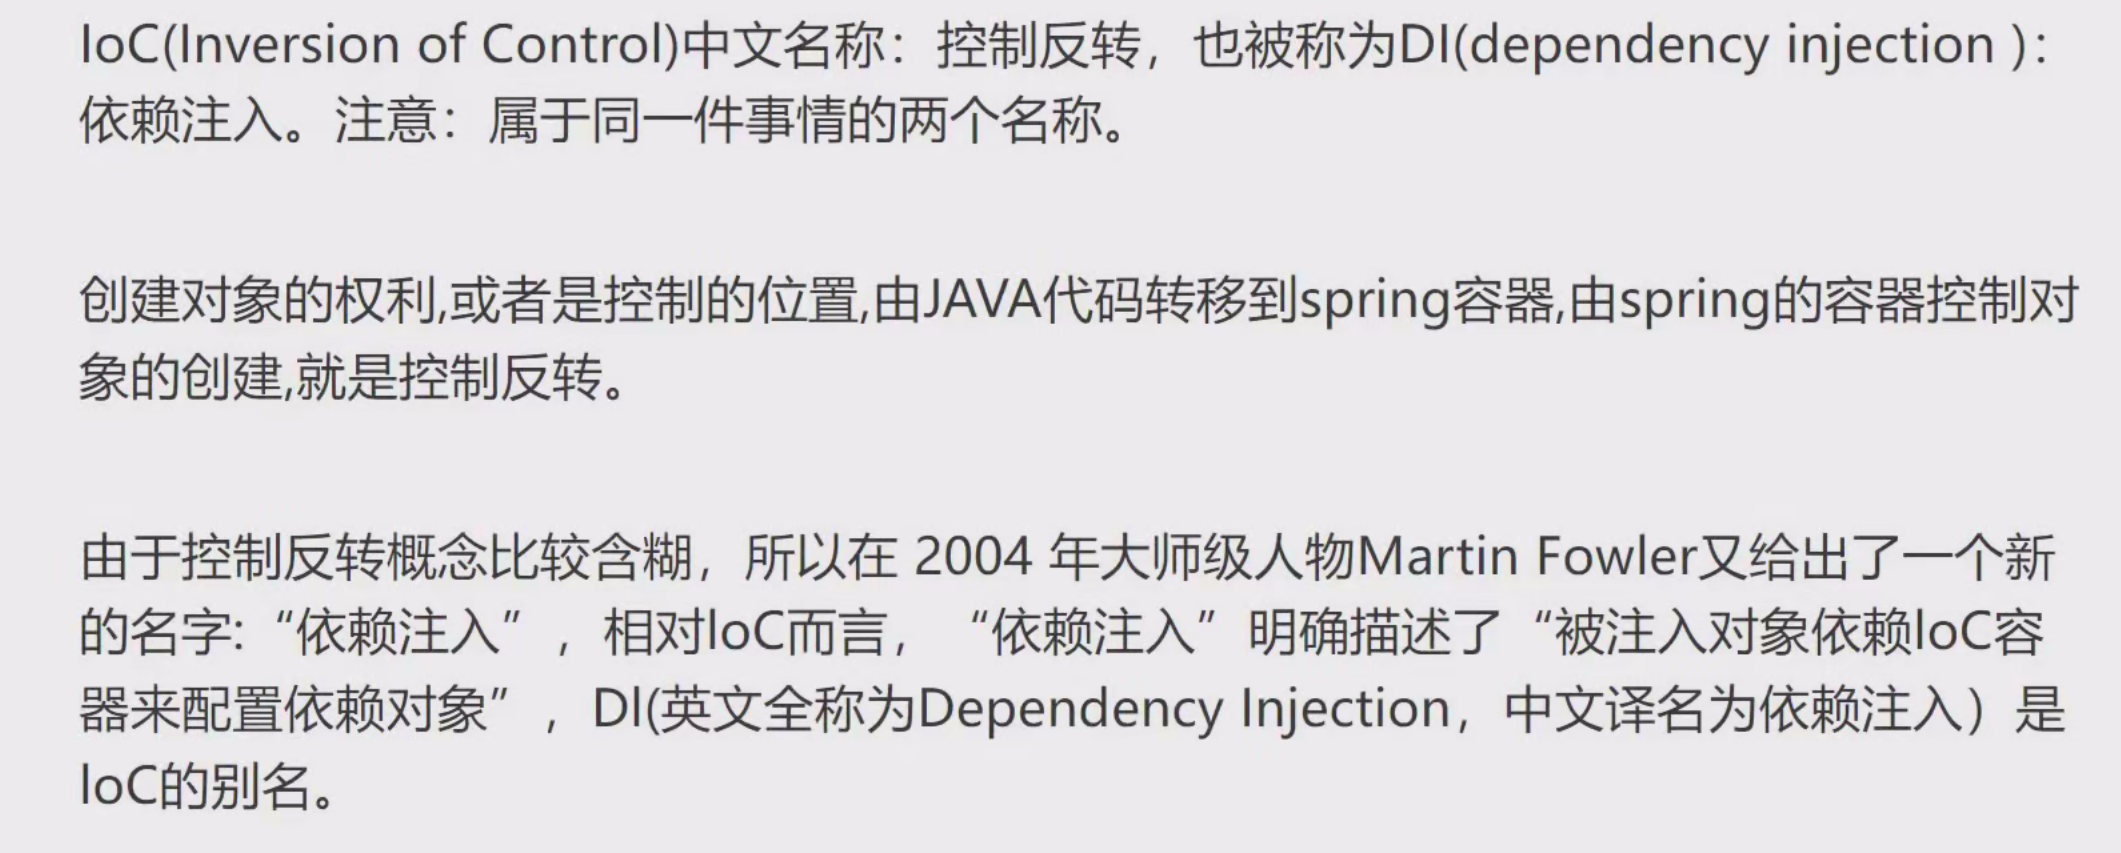 IoC(Inversion of Control)中文名称：控制反转，也被称为DI(dependency injection )：
依赖注入。注意：属于同一件事情的两个名称。
创建对象的权利,或者是控制的位置,由JAVA代码转移到spring容器,由spring的容器控制对
象的创建,就是控制反转。
由于控制反转概念比较含糊，所以在 2004 年大师级人物Martin Fowler又给出了一个新
的名字:“依赖注入”，相对IoC而言，“依赖注入”明确描述了“被注入对象依赖IoC容
器来配置依赖对象”，DI(英文全称为Dependency Injection，中文译名为依赖注入）是
IoC的别名。